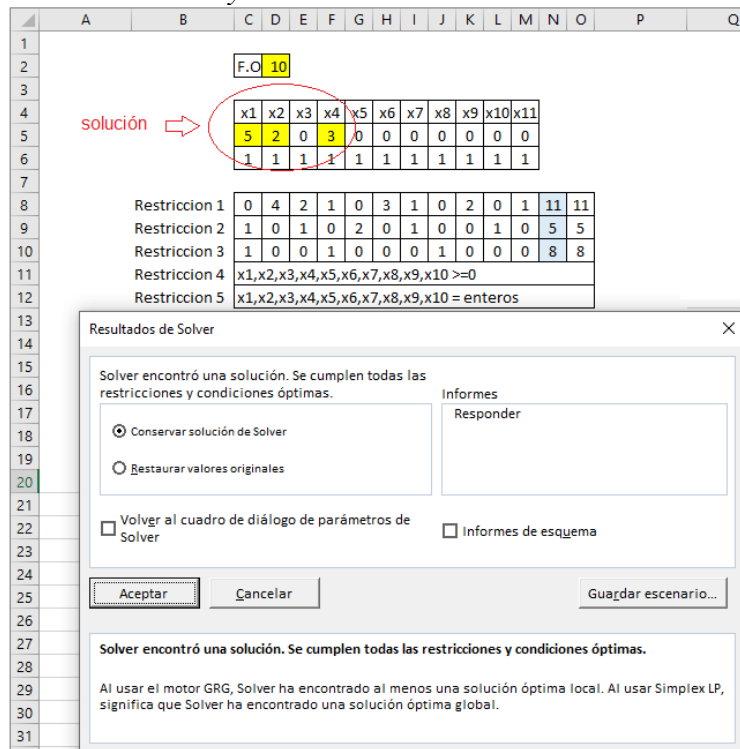 A B C D E F G H I J K L M N O P Q
1
2 F.O 10
3
4 x1 x2 x3 x4 x5 x6 x7 x8 x9 x10 x11
solución
5 5 2 0 3 0 0 0 0 0 0 0
6 1 1 1 1 1 1 1 1 1 1 1
7
8 Restriccion 1 0 4 2 1 0 3 1 0 2 0 1 11 11
9 Restriccion 2 1 0 1 0 2 0 1 0 0 1 0 5 5
10 Restriccion 3 1 0 0 1 0 0 0 1 0 0 0 8 8
11 Restriccion 4 x1,x2,x3,x4,x5,x6,x7,x8,x9,x10 >=0
12 Restriccion 5 x1,x2,x3,x4,x5,x6,x7,x8,x9,x10 = enteros
13
Resultados de Solver
14
15
Solver encontró una solución. Se cumplen todas las
16
restricciones y condiciones óptimas.
Informes
17
Responder
18
Conservar solución de Solver
19
20
Restaurar valores originales
21
22
Volver al cuadro de diálogo de parámetros de
Solver
Informes de esquema
23
24
25
Aceptar
Cancelar
Guardar escenario...
26
27
Solver encontró una solución. Se cumplen todas las restricciones y condiciones óptimas.
28
29
Al usar el motor GRG, Solver ha encontrado al menos una solución óptima local. Al usar Simplex LP,
30
significa que Solver ha encontrado una solución óptima global.
31